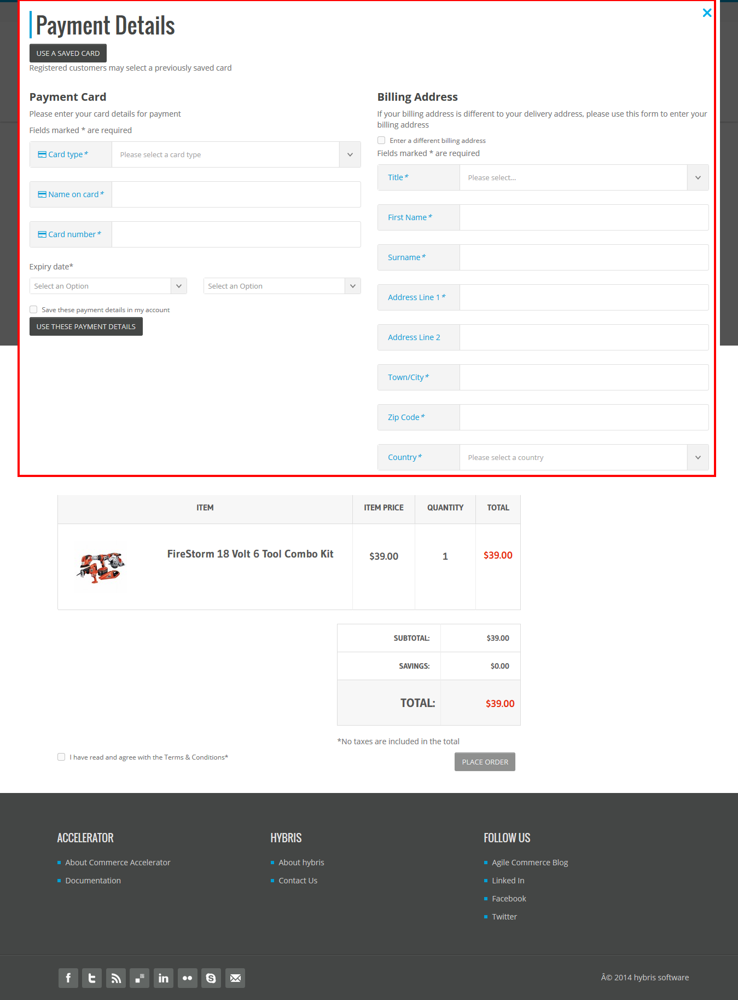 Payment Details
USE A SAVED CARD
Registered customers may select a previously saved card
Payment Card
Please enter your card details for payment
Fields marked * are required
Card type* Please select a card type
Name on card*
Card number*
Expiry date*
Select an Option Select an Option
Save these payment details in my account
USE THESE PAYMENT DETAILS
Billing Address
If your billing address is different to your delivery address, please use this form to enter your
billing address
Enter a different billing address
Fields marked * are required
Title* Please select...
First Name*
Surname*
Address Line 1*
Address Line 2
Town/City*
Zip Code*
Country* Please select a country
ITEM ITEM PRICE QUANTITY TOTAL
FireStorm 18 Volt 6 Tool Combo Kit $39.00 1 $39.00
SUBTOTAL: $39.00
SAVINGS: $0.00
TOTAL: $39.00
*No taxes are included in the total
I have read and agree with the Terms & Conditions*
PLACE ORDER
ACCELERATOR
About Commerce Accelerator
Documentation
HYBRIS
About hybris
Contact Us
FOLLOW US
Agile Commerce Blog
Linked In
Facebook
Twitter
Â© 2014 hybris software